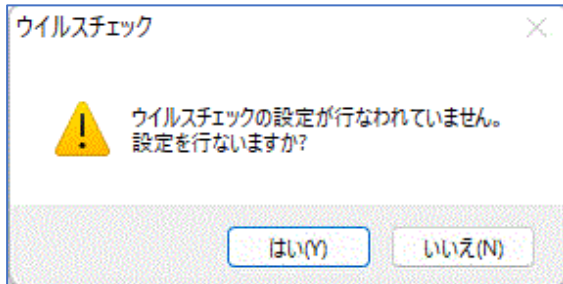 ウイルスチェック
ウイルスチェックの設定が行なわれていません。
設定を行ないますか?
はい(Y)
いいえ(N)